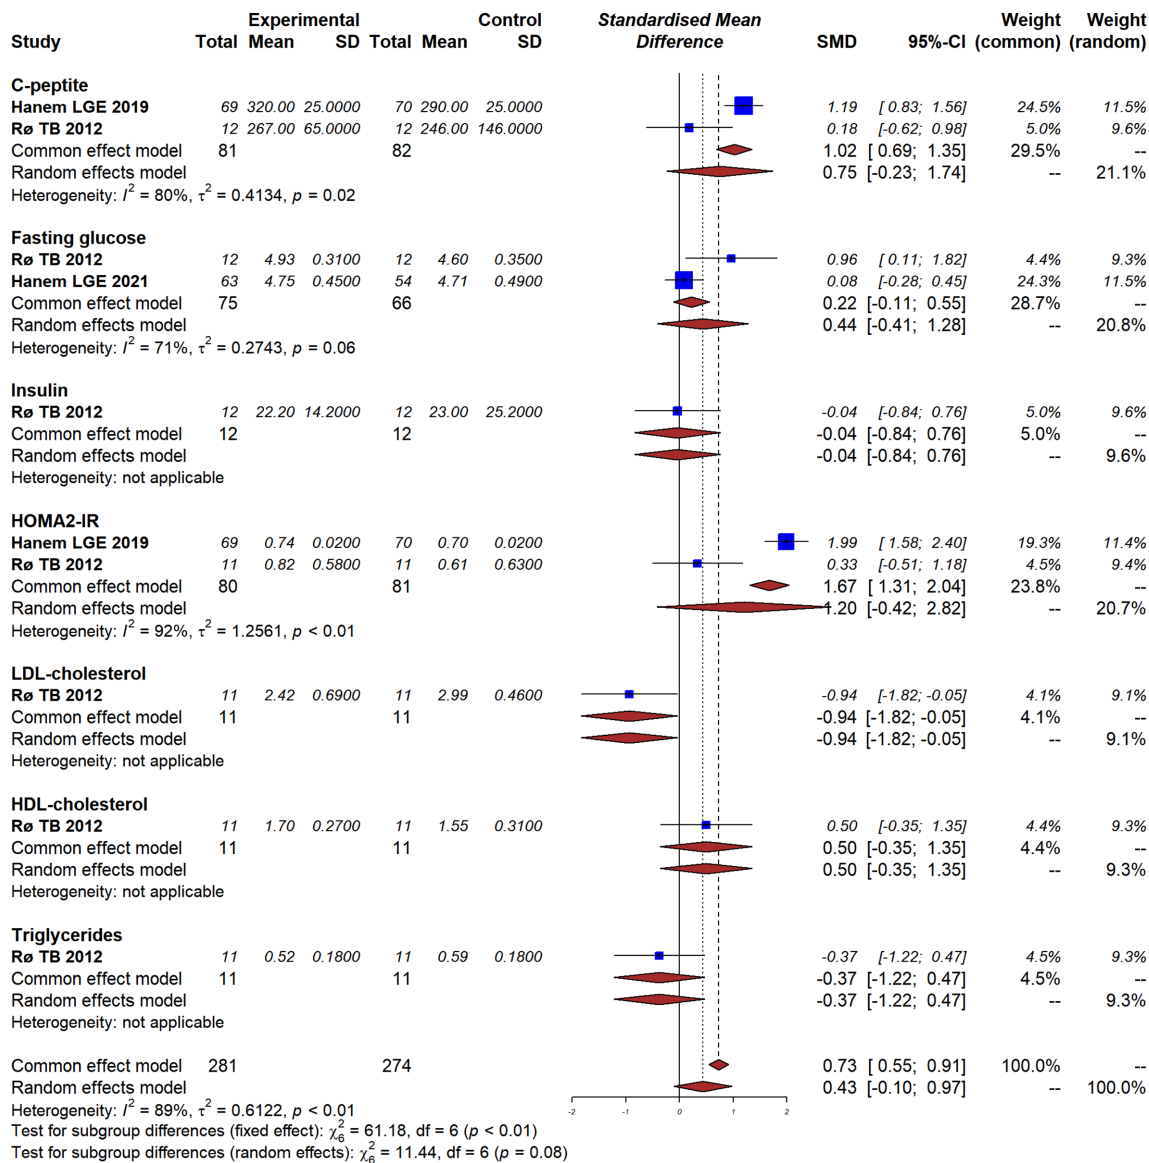 Experimental Control Standardised Mean Weight Weight
Study Total Mean SD Total Mean SD Difference SMD 95%-CI (common) (random)
C-peptite
Hanem LGE 2019 69 320.00 25.0000 70 290.00 25.0000 1.19 [ 0.83; 1.56] 24.5% 11.5%
Rø TB 2012 12 267.00 65.0000 12 246.00 146.0000 0.18 [-0.62; 0.98] 5.0% 9.6%
Common effect model 81 82 1.02 [ 0.69; 1.35] 29.5% --
Random effects model 0.75 [-0.23; 1.74] -- 21.1%
Heterogeneity: I² = 80%, τ² = 0.4134, p = 0.02
Fasting glucose
Rø TB 2012 12 4.93 0.3100 12 4.60 0.3500 0.96 [ 0.11; 1.82] 4.4% 9.3%
Hanem LGE 2021 63 4.75 0.4500 54 4.71 0.4900 0.08 [-0.28; 0.45] 24.3% 11.5%
Common effect model 75 66 0.22 [-0.11; 0.55] 28.7% --
Random effects model 0.44 [-0.41; 1.28] -- 20.8%
Heterogeneity: I² = 71%, τ² = 0.2743, p = 0.06
Insulin
Rø TB 2012 12 22.20 14.2000 12 23.00 25.2000 -0.04 [-0.84; 0.76] 5.0% 9.6%
Common effect model 12 12 -0.04 [-0.84; 0.76] 5.0% --
Random effects model -0.04 [-0.84; 0.76] -- 9.6%
Heterogeneity: not applicable
HOMA2-IR
Hanem LGE 2019 69 0.74 0.0200 70 0.70 0.0200 1.99 [ 1.58; 2.40] 19.3% 11.4%
Rø TB 2012 11 0.82 0.5800 11 0.61 0.6300 0.33 [-0.51; 1.18] 4.5% 9.4%
Common effect model 80 81 1.67 [ 1.31; 2.04] 23.8% --
Random effects model 1.20 [-0.42; 2.82] -- 20.7%
Heterogeneity: I² = 92%, τ² = 1.2561, p < 0.01
LDL-cholesterol
Rø TB 2012 11 2.42 0.6900 11 2.99 0.4600 -0.94 [-1.82; -0.05] 4.1% 9.1%
Common effect model 11 11 -0.94 [-1.82; -0.05] 4.1% --
Random effects model -0.94 [-1.82; -0.05] -- 9.1%
Heterogeneity: not applicable
HDL-cholesterol
Rø TB 2012 11 1.70 0.2700 11 1.55 0.3100 0.50 [-0.35; 1.35] 4.4% 9.3%
Common effect model 11 11 0.50 [-0.35; 1.35] 4.4% --
Random effects model 0.50 [-0.35; 1.35] -- 9.3%
Heterogeneity: not applicable
Triglycerides
Rø TB 2012 11 0.52 0.1800 11 0.59 0.1800 -0.37 [-1.22; 0.47] 4.5% 9.3%
Common effect model 11 11 -0.37 [-1.22; 0.47] 4.5% --
Random effects model -0.37 [-1.22; 0.47] -- 9.3%
Heterogeneity: not applicable
Common effect model 281 274 0.73 [ 0.55; 0.91] 100.0% --
Random effects model 0.43 [-0.10; 0.97] -- 100.0%
Heterogeneity: I² = 89%, τ² = 0.6122, p < 0.01
-2 -1 0 1 2
Test for subgroup differences (fixed effect): χ²₆ = 61.18, df = 6 (p < 0.01)
Test for subgroup differences (random effects): χ²₆ = 11.44, df = 6 (p = 0.08)